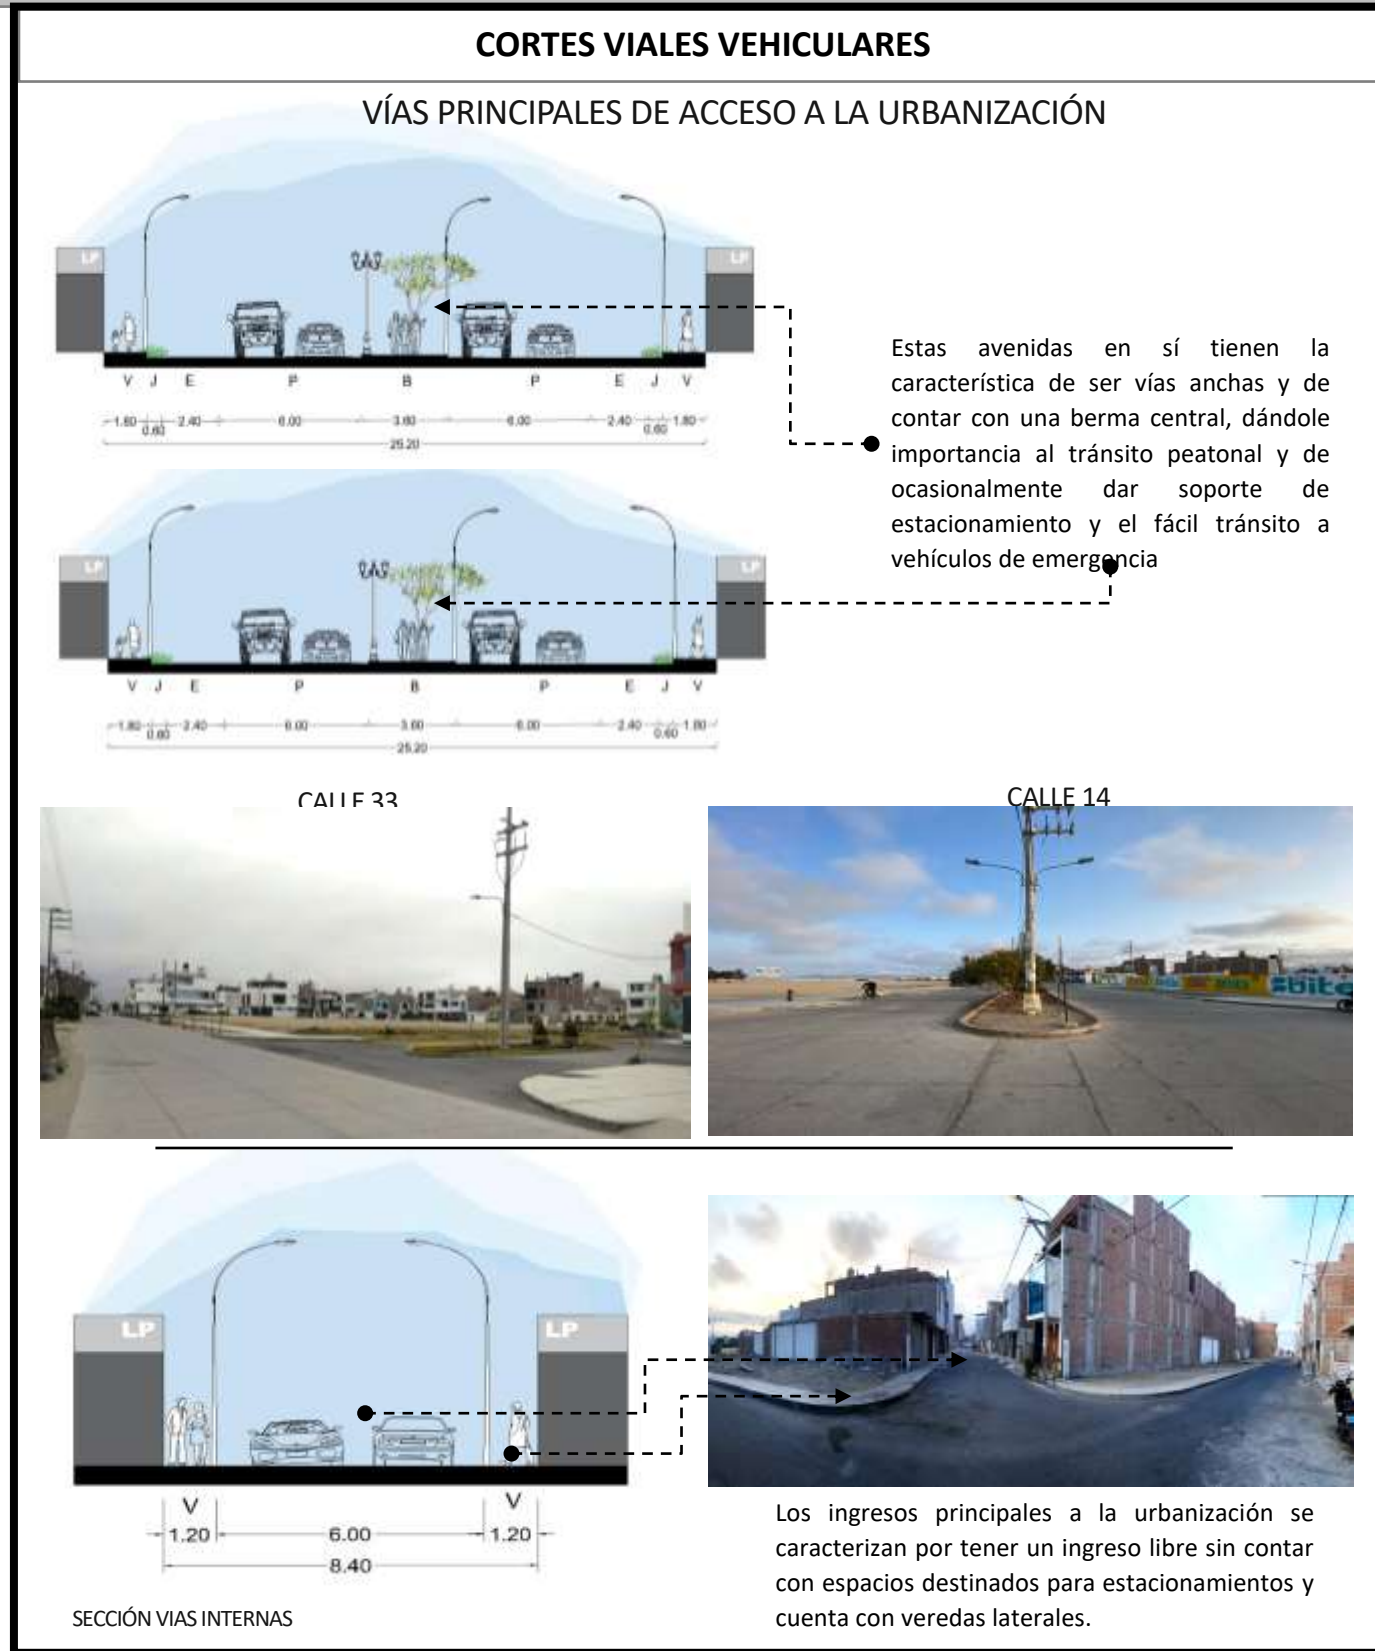 CORTES VIALES VEHICULARES
VÍAS PRINCIPALES DE ACCESO A LA URBANIZACIÓN
LP LP
V J E P B P E J V
1.80 0.60 2.40 6.00 3.60 6.00 2.40 0.60 1.80
25.20
Estas avenidas en sí tienen la
característica de ser vías anchas y de
contar con una berma central, dándole
importancia al tránsito peatonal y de
ocasionalmente dar soporte de
estacionamiento y el fácil tránsito a
vehículos de emergencia
LP LP
V J E P B P E J V
1.80 0.60 2.40 6.00 3.60 6.00 2.40 0.60 1.80
25.20
CALLE 33
CALLE 14
LP LP
V V
1.20 6.00 1.20
8.40
SECCIÓN VIAS INTERNAS
Los ingresos principales a la urbanización se
caracterizan por tener un ingreso libre sin contar
con espacios destinados para estacionamientos y
cuenta con veredas laterales.